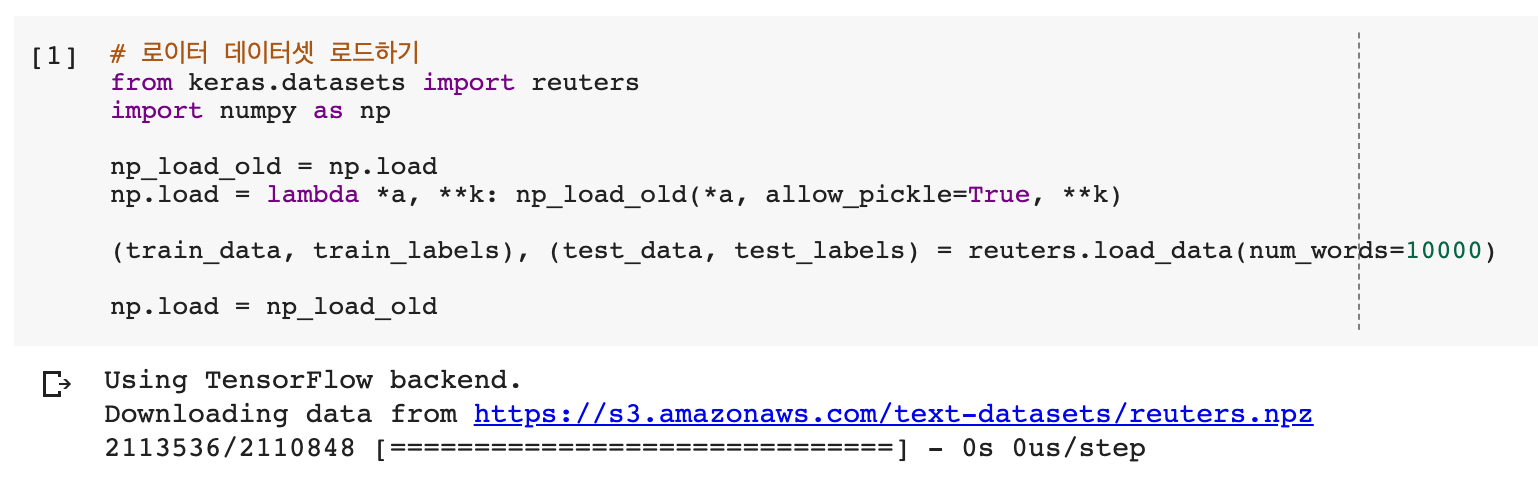 [1] # 로이터 데이터셋 로드하기
from keras.datasets import reuters
import numpy as np
np_load_old = np.load
np.load = lambda *a, **k: np_load_old(*a, allow_pickle=True, **k)
(train_data, train_labels), (test_data, test_labels) = reuters.load_data(num_words=10000)
np.load = np_load_old
Using TensorFlow backend.
Downloading data from https://s3.amazonaws.com/text-datasets/reuters.npz
2113536/2110848 [==============================] - 0s 0us/step